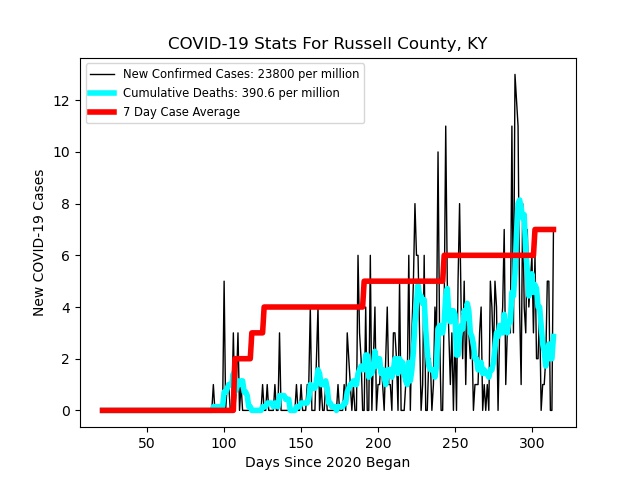 COVID-19 Stats For Russell County, KY
New Confirmed Cases: 23800 per million
Cumulative Deaths: 390.6 per million
7 Day Case Average
New COVID-19 Cases
12
10
8
6
4
2
0
50 100 150 200 250 300
Days Since 2020 Began